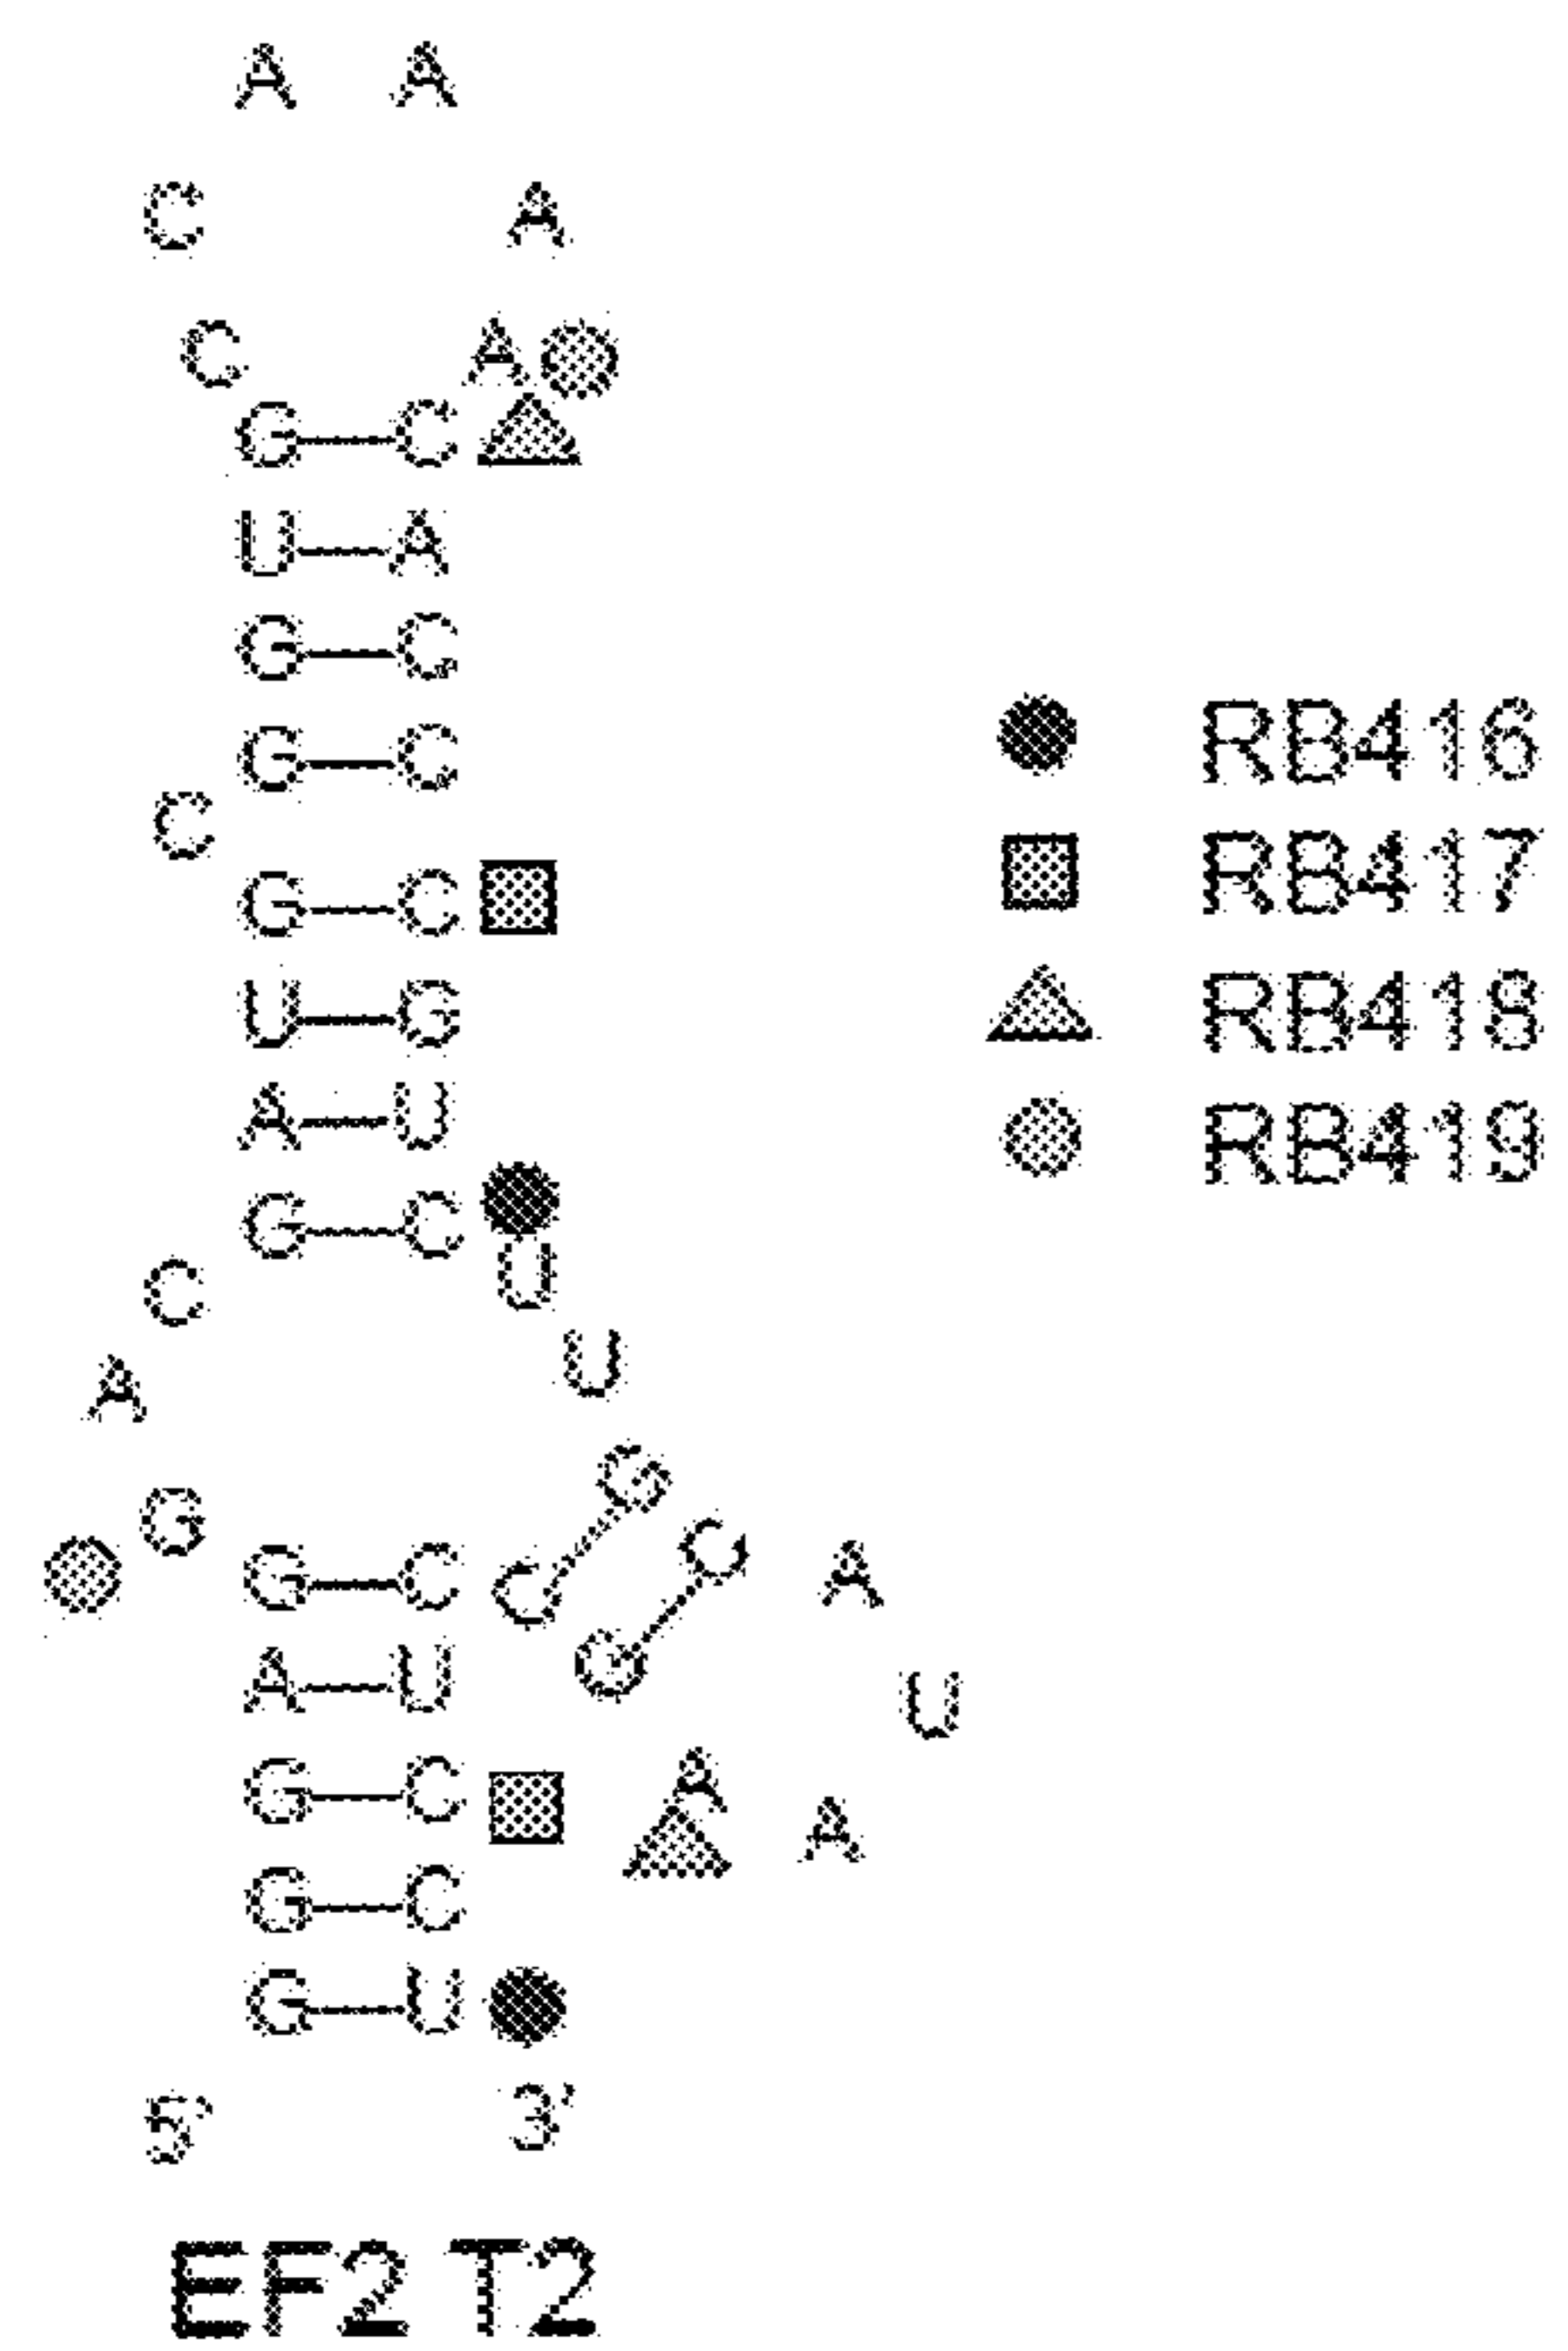 A A
C A
C A
G C
U A
G C
G C
C
G C
U G
A U
G C
C U
A U
G G
G C C U A
A U G U
G C A A
G C
G U
5' 3'
EF2 T2
RB416
RB417
RB418
RB419